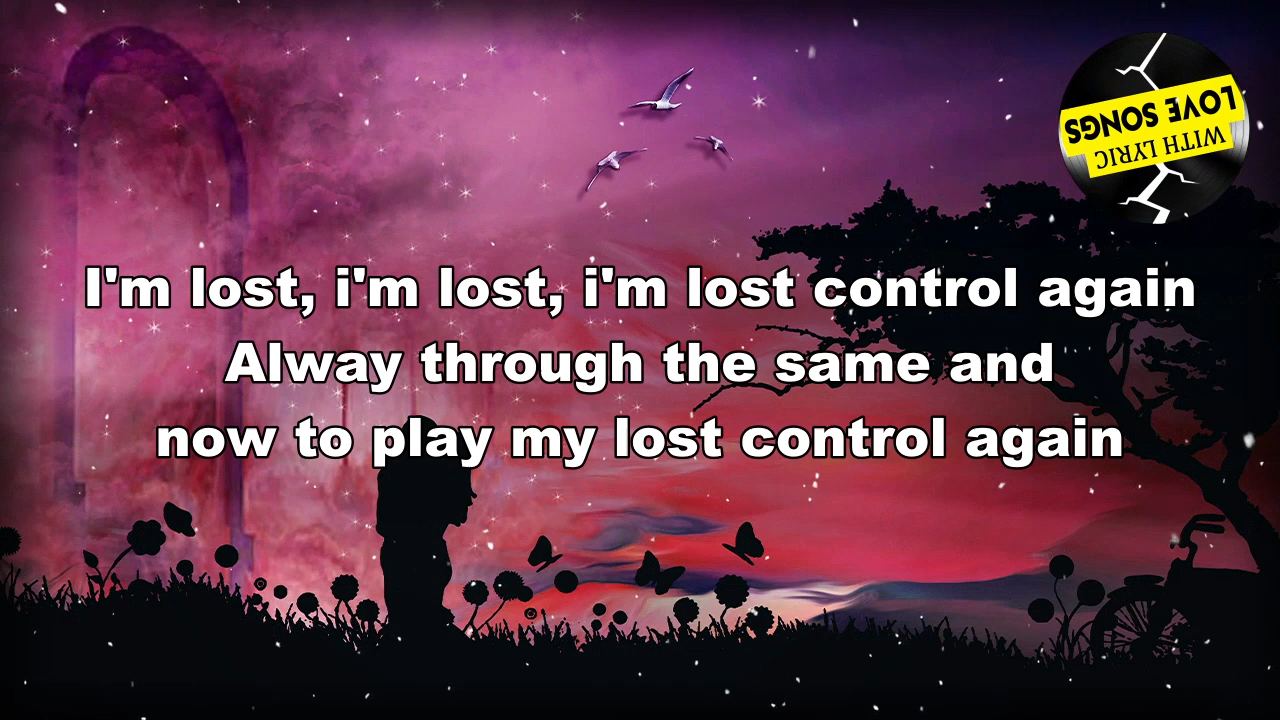 LOVE SONGS
WITH LYRIC
I'm lost, i'm lost, i'm lost control again
Alway through the same and
now to play my lost control again